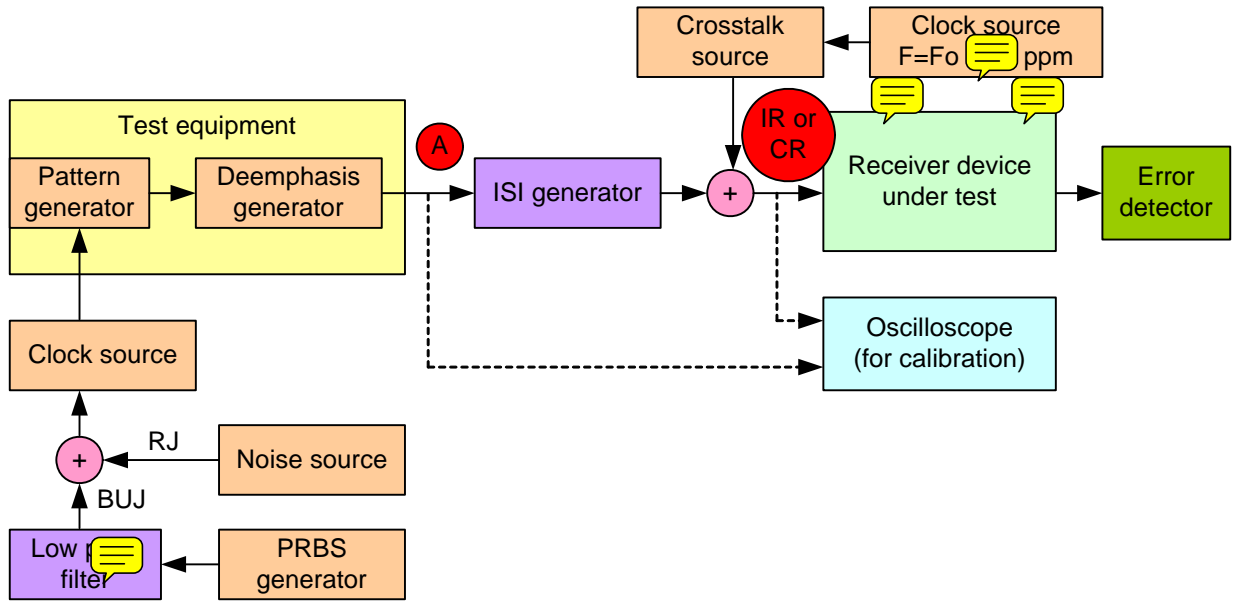 Crosstalk
source
Clock source
F=Fo ppm
Test equipment
A
IR or
CR
Pattern
generator
Deemphasis
generator
ISI generator
+
Receiver device
under test
Error
detector
Clock source
Oscilloscope
(for calibration)
RJ
+
Noise source
BUJ
Low
filter
PRBS
generator